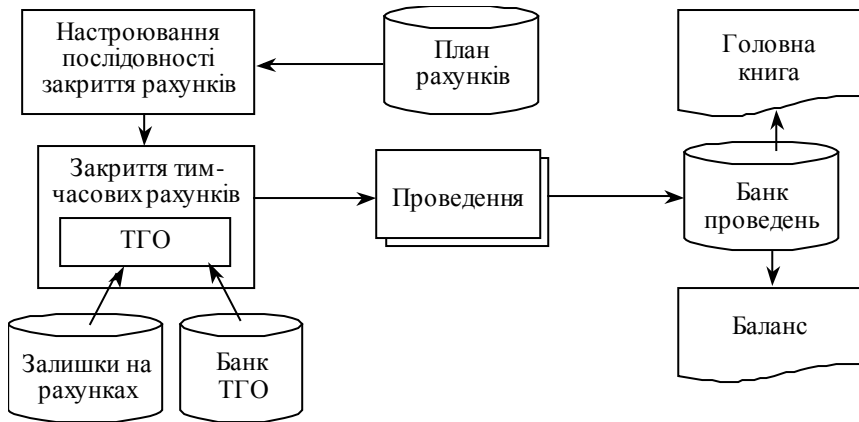 Настроювання
послідовності
закриття рахунків
План
рахунків
Головна
книга
Закриття тим-
часових рахунків
ТГО
Проведення
Банк
проведень
Залишки на
рахунках
Банк
ТГО
Баланс